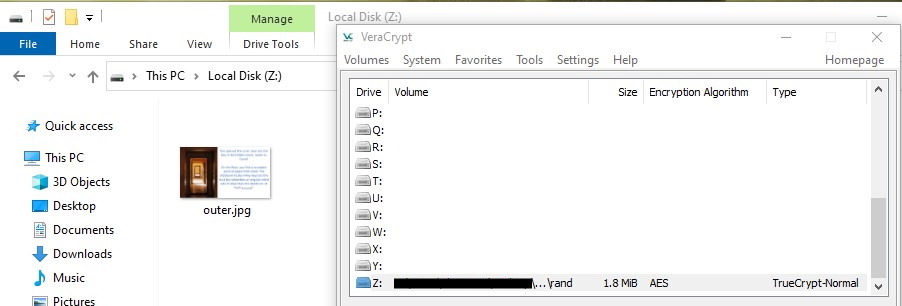 Manage
Local Disk (Z:)
File
Home
Share
View
Drive Tools
This PC
Local Disk (Z:)
Quick access
This PC
3D Objects
Desktop
Documents
Downloads
Music
Pictures
outer.jpg
VeraCrypt
Volumes
System
Favorites
Tools
Settings
Help
Homepage
Drive
Volume
Size
Encryption Algorithm
Type
P:
Q:
R:
S:
T:
U:
V:
W:
X:
Y:
Z: \...\rand 1.8 MiB AES TrueCrypt-Normal